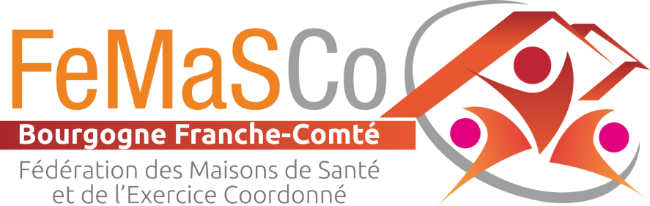 FeMaSCo
Bourgogne Franche-Comté
Fédération des Maisons de Santé
et de l'Exercice Coordonné